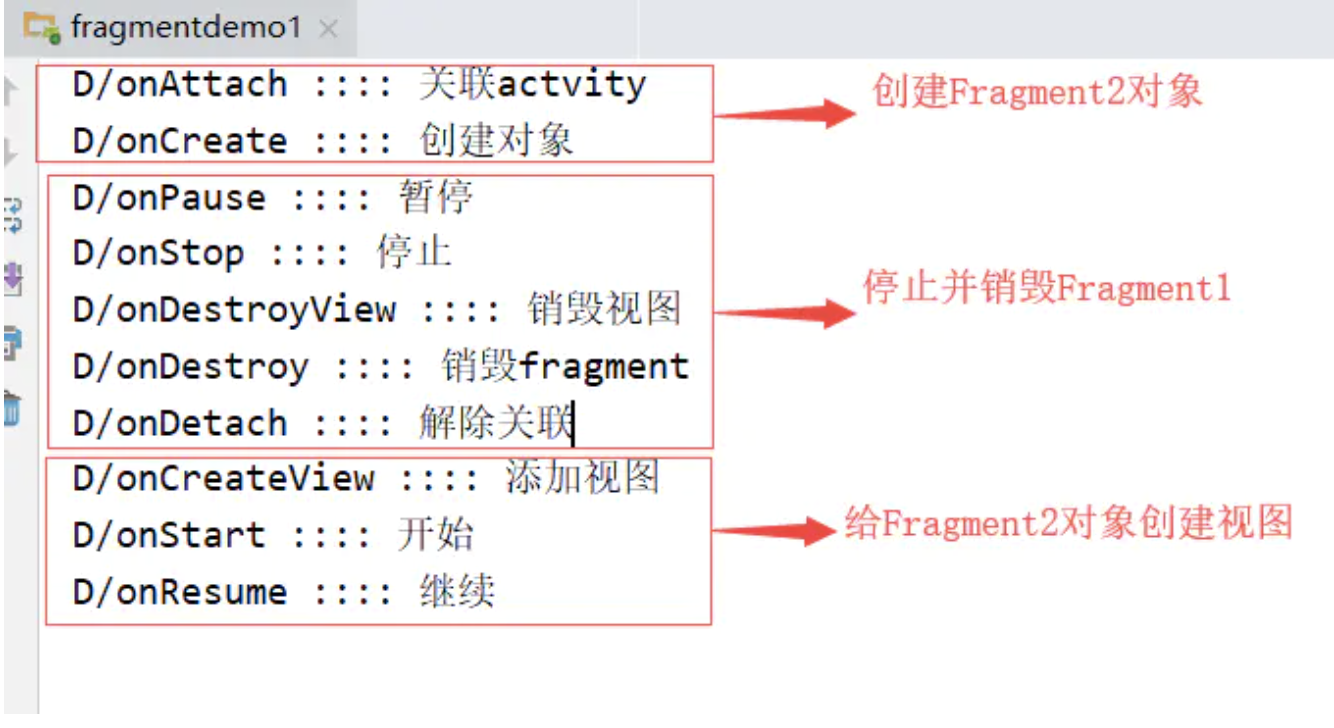 fragmentdemo1
D/onAttach :::: 关联actvity
D/onCreate :::: 创建对象
创建Fragment2对象
D/onPause :::: 暂停
D/onStop :::: 停止
D/onDestroyView :::: 销毁视图
D/onDestroy :::: 销毁fragment
D/onDetach :::: 解除关联
停止并销毁Fragment1
D/onCreateView :::: 添加视图
D/onStart :::: 开始
D/onResume :::: 继续
给Fragment2对象创建视图